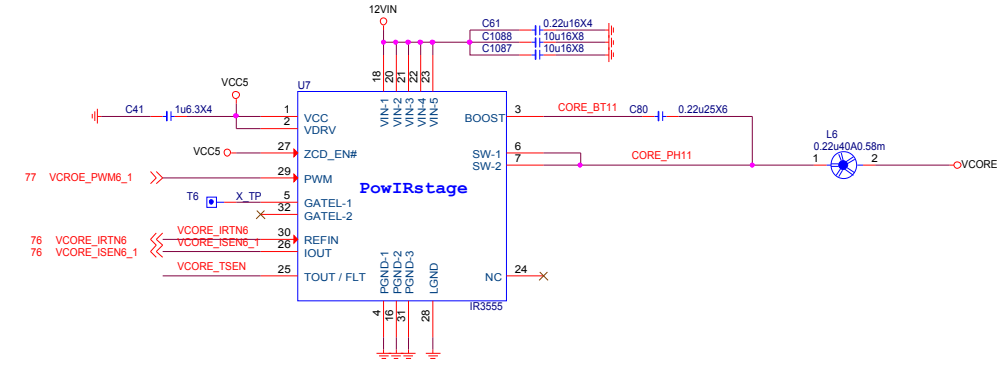 12VIN
C61 0.22u16X4
C1088 10u16X8
C1087 10u16X8
18 20 21 22 23
VCC5
U7
C41 1u6.3X4
VIN-1 VIN-2 VIN-3 VIN-4 VIN-5
1 VCC
2 VDRV
BOOST 3 CORE_BT11 C80 0.22u25X6
L6
0.22u40A0.58m
VCC5 27 ZCD_EN#
SW-1 6
SW-2 7 CORE_PH11 1 2 VCORE
77 VCROE_PWM6_1 29 PWM
PowIRstage
T6 X_TP 5 GATEL-1
32 GATEL-2
VCORE_IRTN6
76 VCORE_IRTN6 30 REFIN
VCORE_ISEN6_1
76 VCORE_ISEN6_1 26 IOUT
VCORE_TSEN 25 TOUT / FLT
PGND-1 PGND-2 PGND-3 LGND
NC 24
IR3555
4 16 31 28